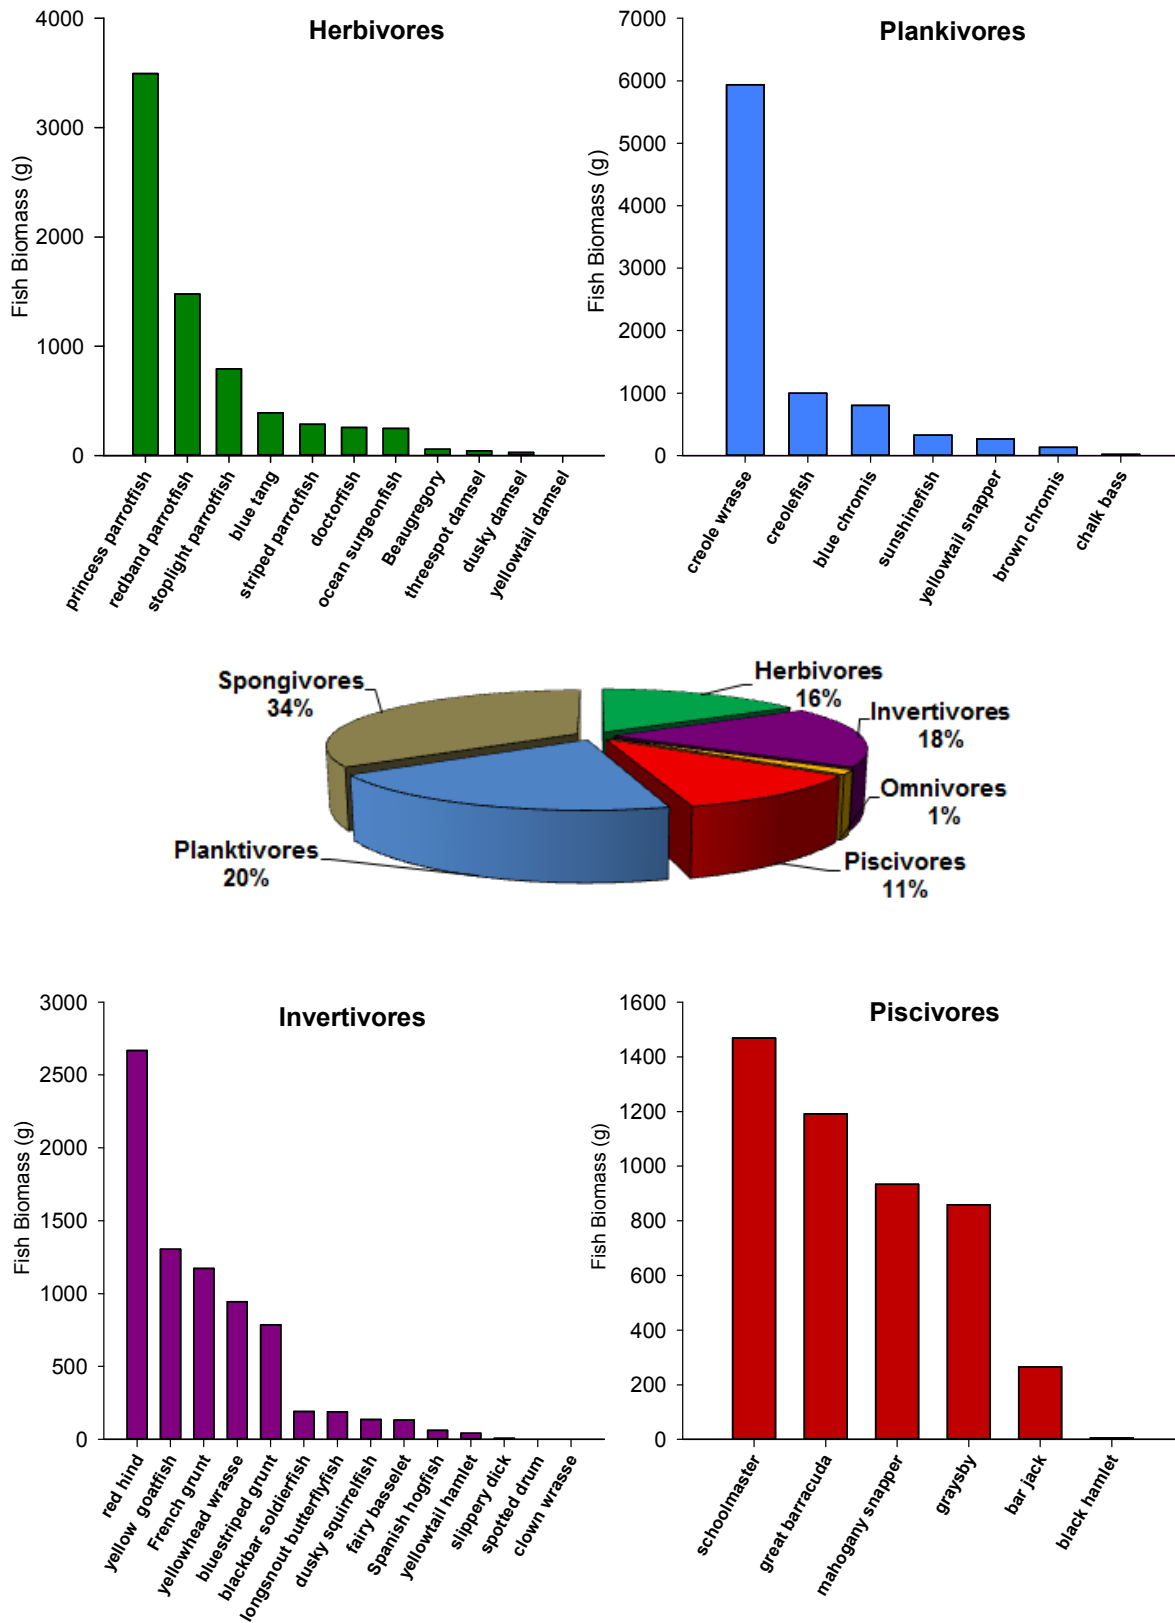 Herbivores
Fish Biomass (g)
4000
3000
2000
1000
0
princess parrotfish
redband parrotfish
stoplight parrotfish
blue tang
striped parrotfish
doctorfish
ocean surgeonfish
Beaugregory
threespot damsel
dusky damsel
yellowtail damsel
Plankivores
Fish Biomass (g)
7000
6000
5000
4000
3000
2000
1000
0
creole wrasse
creolefish
blue chromis
sunshinefish
yellowtail snapper
brown chromis
chalk bass
Spongivores
34%
Herbivores
16%
Invertivores
18%
Omnivores
1%
Piscivores
11%
Planktivores
20%
Invertivores
Fish Biomass (g)
3000
2500
2000
1500
1000
500
0
red hind
yellow goatfish
French grunt
yellowhead wrasse
bluestriped grunt
blackbar soldierfish
longsnout butterflyfish
dusky squirrelfish
fairy basselet
Spanish hogfish
yellowtail hamlet
slippery dick
spotted drum
clown wrasse
Piscivores
Fish Biomass (g)
1600
1400
1200
1000
800
600
400
200
0
schoolmaster
great barracuda
mahogany snapper
graysby
bar jack
black hamlet